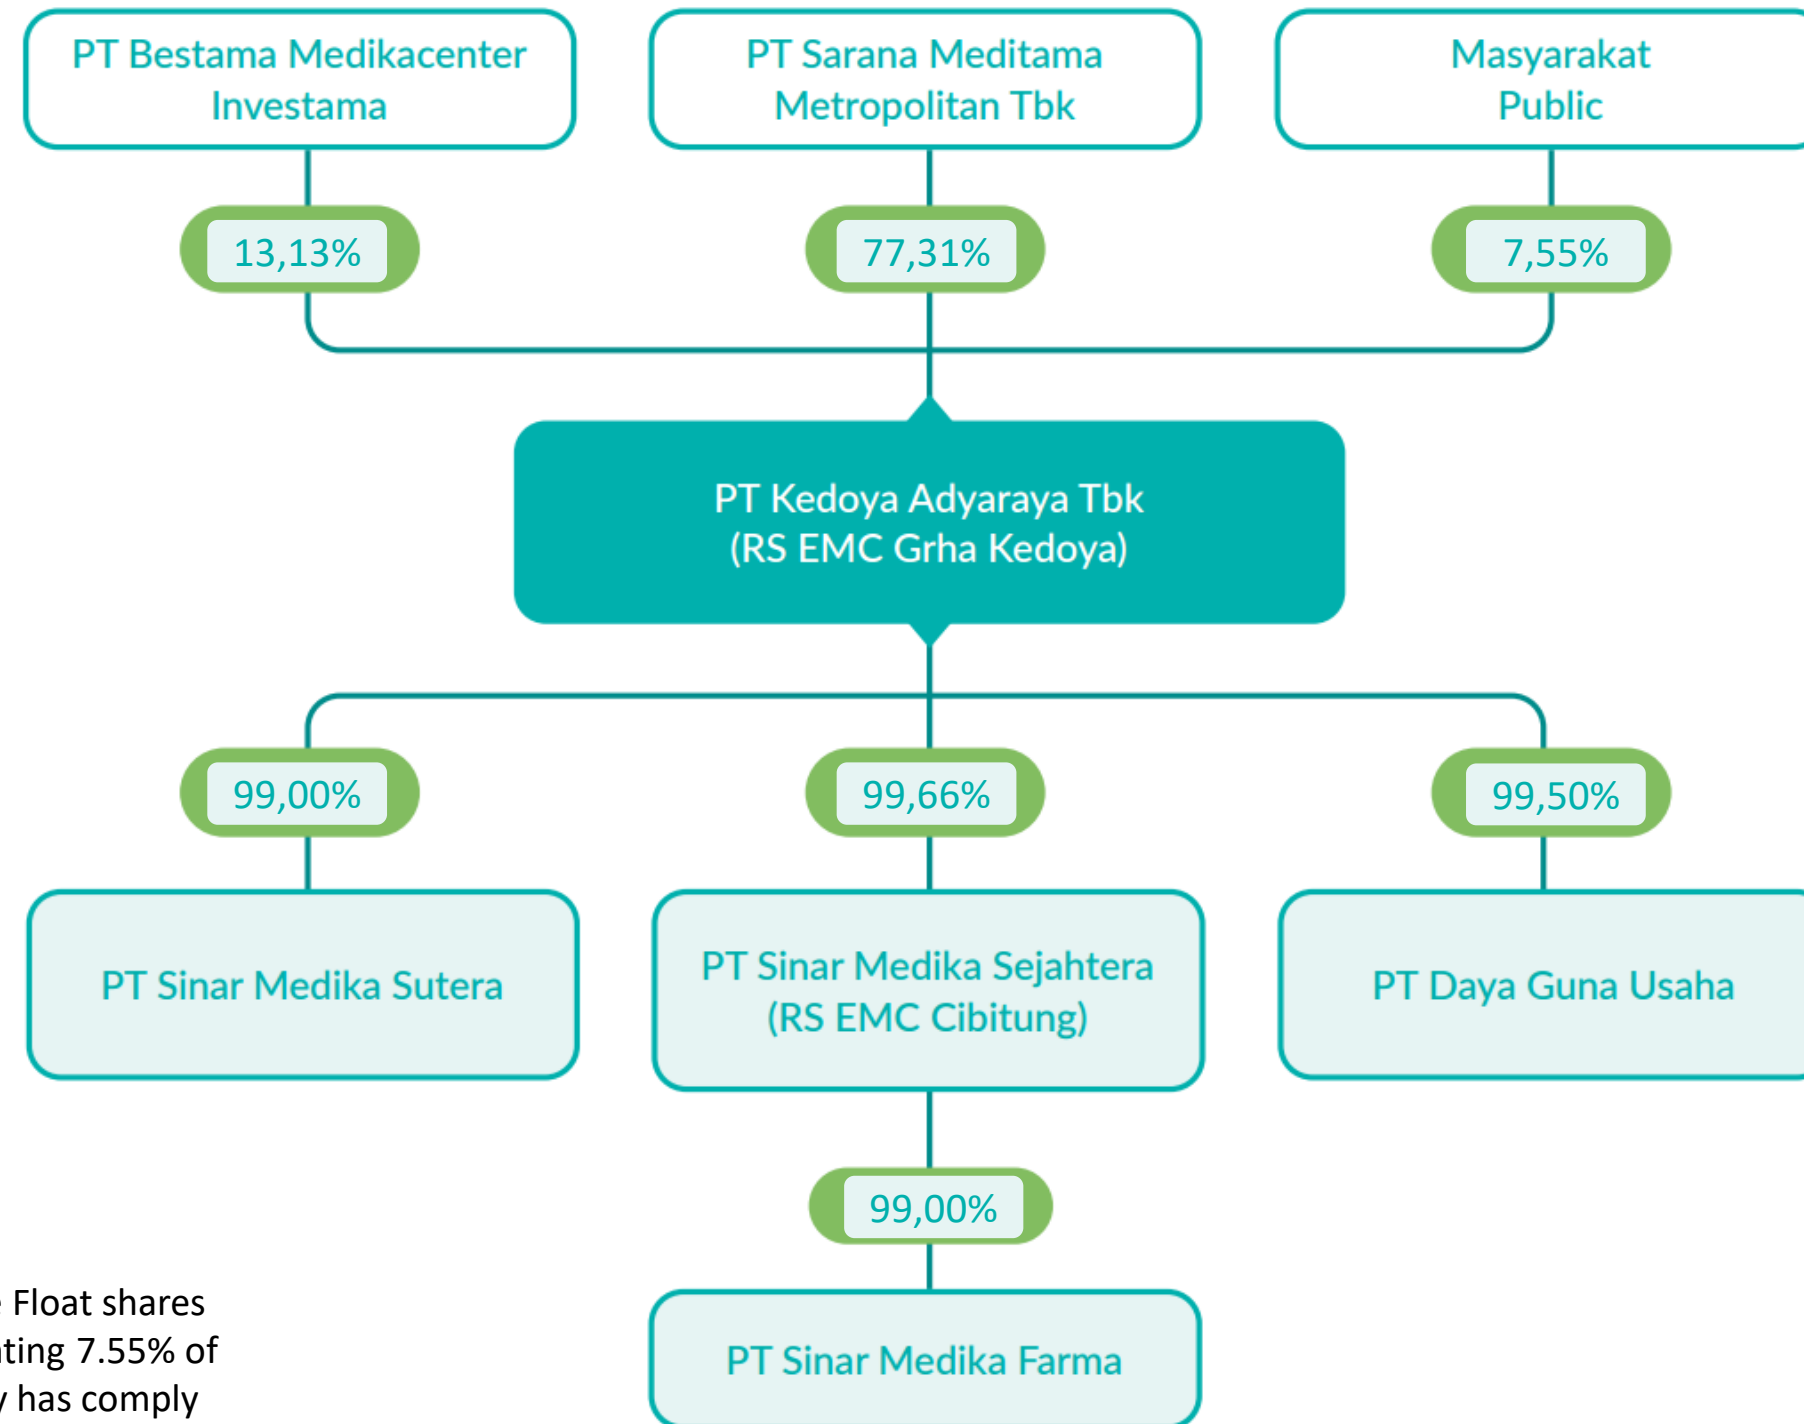 PT Bestama Medikacenter
Investama
PT Sarana Meditama
Metropolitan Tbk
Masyarakat
Public
13,13%
77,31%
7,55%
PT Kedoya Adyaraya Tbk
(RS EMC Grha Kedoya)
99,00%
99,66%
99,50%
PT Sinar Medika Sutera
PT Sinar Medika Sejahtera
(RS EMC Cibitung)
PT Daya Guna Usaha
99,00%
PT Sinar Medika Farma
Float shares
7.55% of
has comply